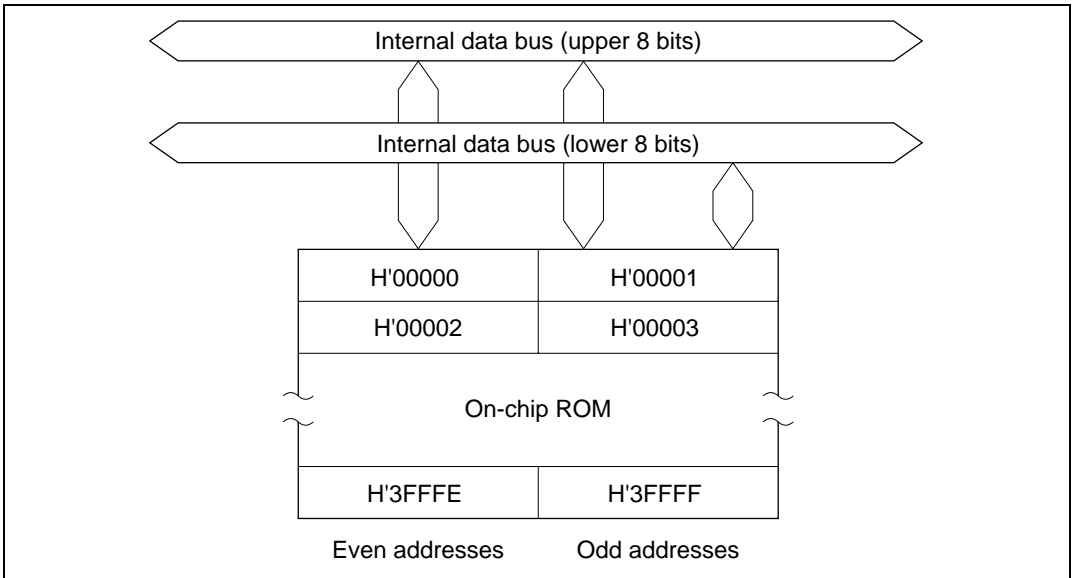 Internal data bus (upper 8 bits)
Internal data bus (lower 8 bits)
H'00000 H'00001
H'00002 H'00003
On-chip ROM
H'3FFFE H'3FFFF
Even addresses Odd addresses